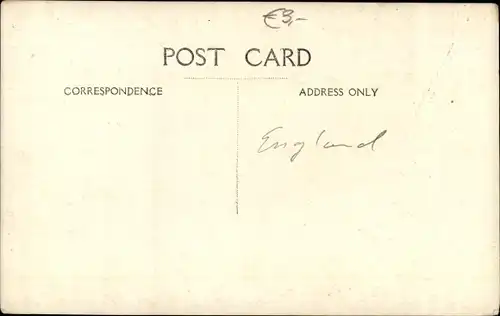 €3,-
POST CARD
CORRESPONDENCE
ADDRESS ONLY
England